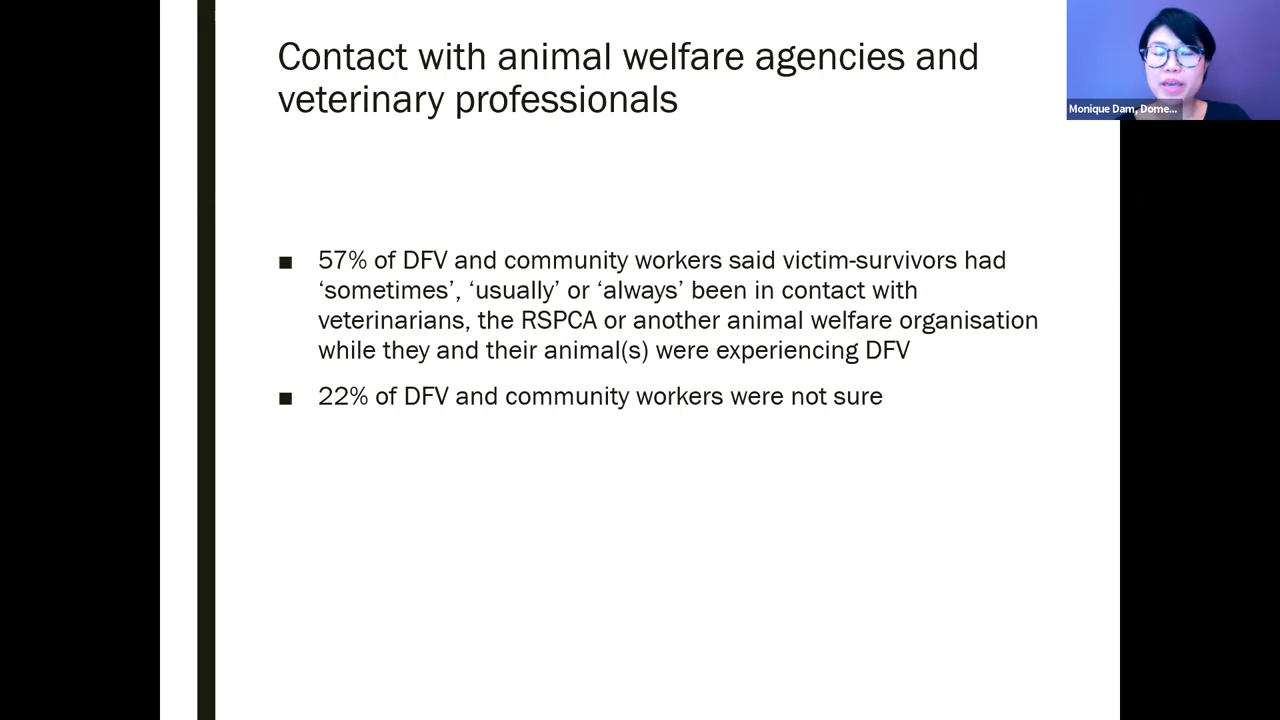 Contact with animal welfare agencies and
veterinary professionals
Monique Dam, Dome...
■ 57% of DFV and community workers said victim-survivors had
‘sometimes’, ‘usually’ or ‘always’ been in contact with
veterinarians, the RSPCA or another animal welfare organisation
while they and their animal(s) were experiencing DFV
■ 22% of DFV and community workers were not sure